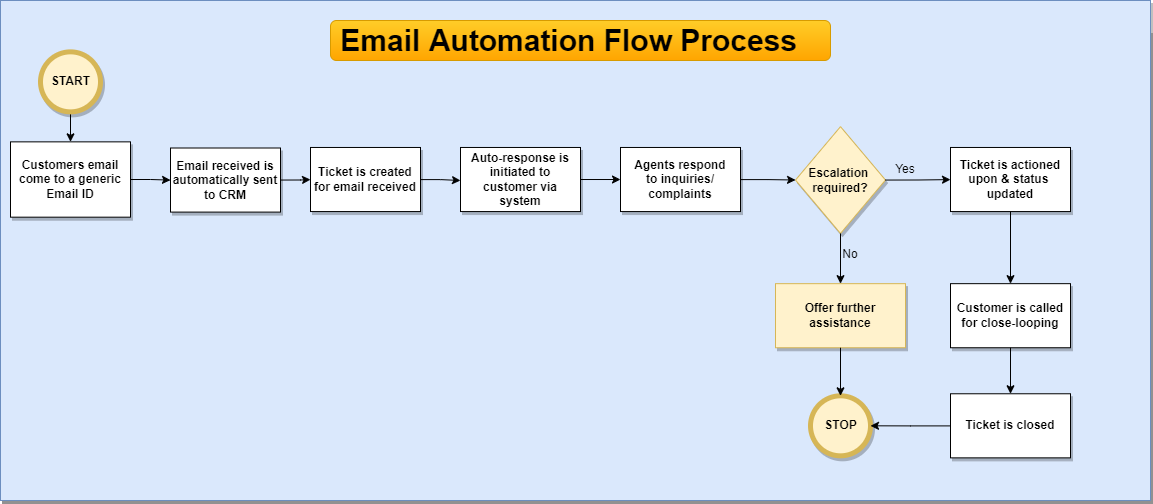 Email Automation Flow Process
START
Customers email
come to a generic
Email ID
Email received is
automatically sent
to CRM
Ticket is created
for email received
Auto-response is
initiated to
customer via
system
Agents respond
to inquiries/
complaints
Escalation
required?
Yes
Ticket is actioned
upon & status
updated
No
Offer further
assistance
Customer is called
for close-looping
STOP
Ticket is closed